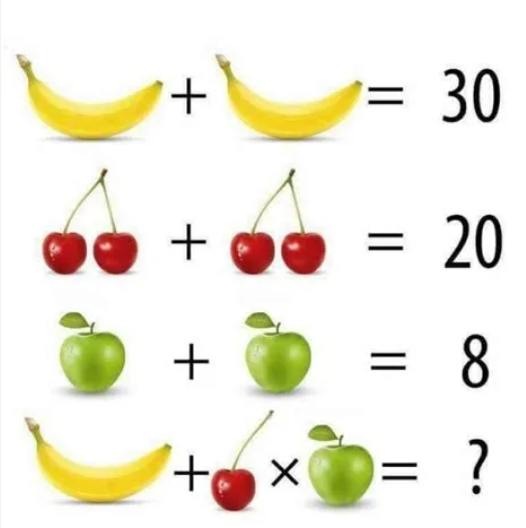 + = 30
+ = 20
+ = 8
+ × = ?